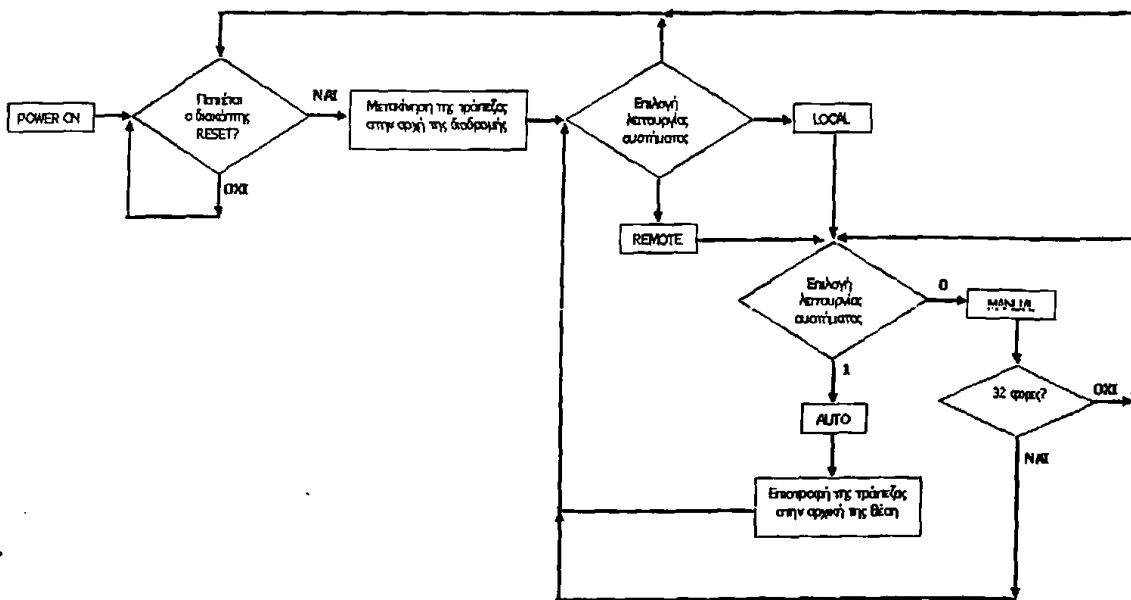 POWER ON
Πατιέται
ο διακόπτης
RESET?
ΝΑΙ
ΟΧΙ
Μετακίνηση της τράπεζας
στην αρχή της διαδρομής
Επιλογή
λειτουργίας
συστήματος
LOCAL
REMOTE
Επιλογή
λειτουργίας
συστήματος
0
MANUAL
1
32 φορες?
ΟΧΙ
ΝΑΙ
AUTO
Επιστροφή της τράπεζας
στην αρχική της θέση